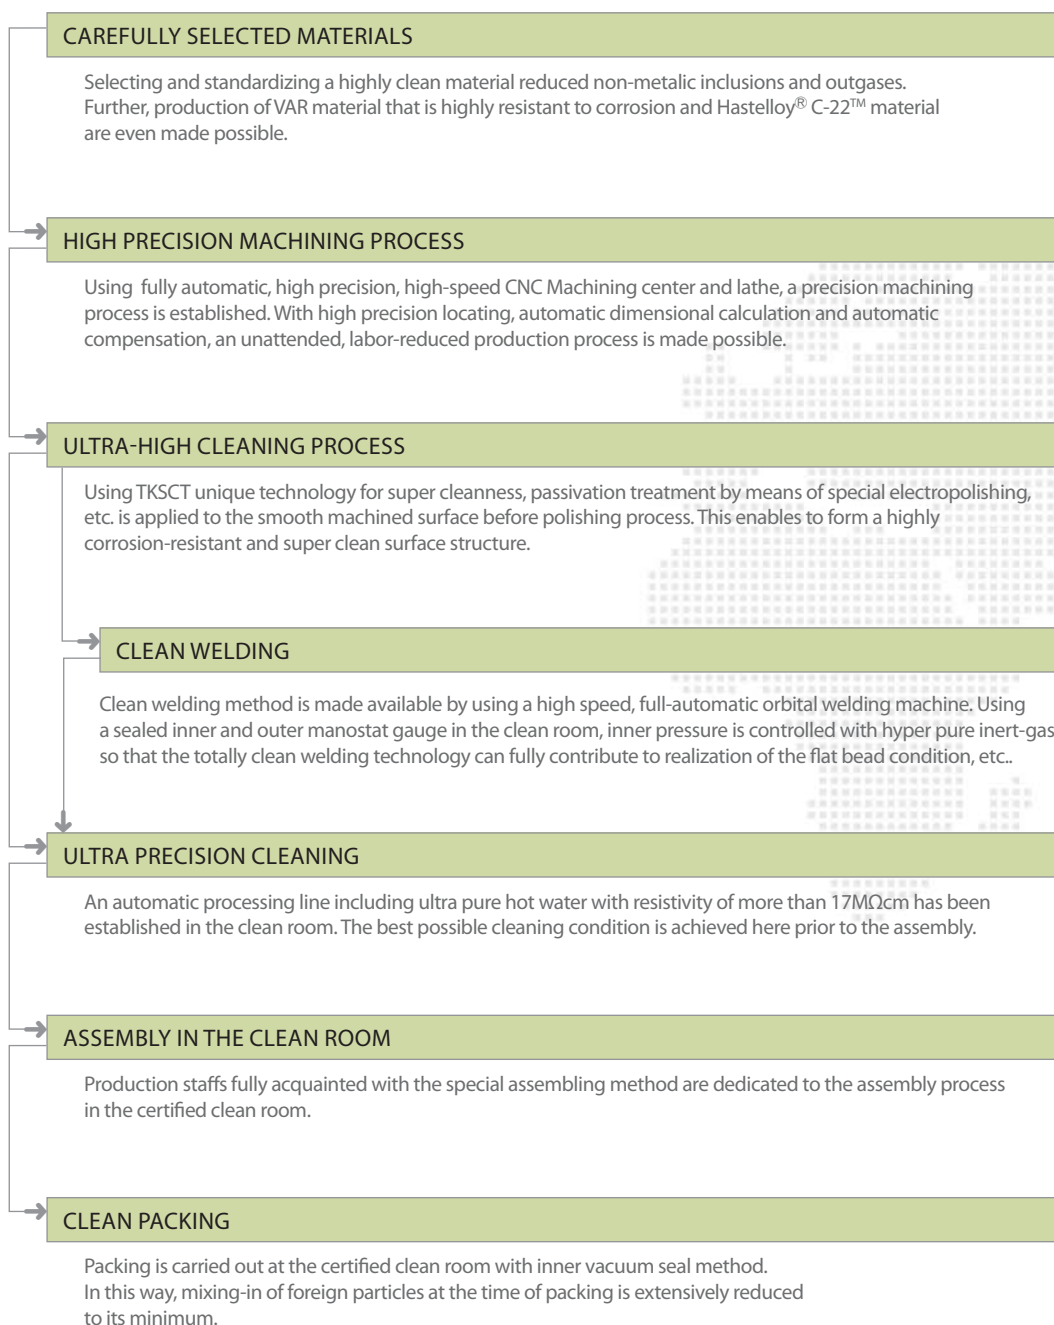 CAREFULLY SELECTED MATERIALS
Selecting and standardizing a highly clean material reduced non-metalic inclusions and outgases.
Further, production of VAR material that is highly resistant to corrosion and Hastelloy® C-22™ material
are even made possible.
HIGH PRECISION MACHINING PROCESS
Using fully automatic, high precision, high-speed CNC Machining center and lathe, a precision machining
process is established. With high precision locating, automatic dimensional calculation and automatic
compensation, an unattended, labor-reduced production process is made possible.
ULTRA-HIGH CLEANING PROCESS
Using TKSCT unique technology for super cleanness, passivation treatment by means of special electropolishing,
etc. is applied to the smooth machined surface before polishing process. This enables to form a highly
corrosion-resistant and super clean surface structure.
CLEAN WELDING
Clean welding method is made available by using a high speed, full-automatic orbital welding machine. Using
a sealed inner and outer manostat gauge in the clean room, inner pressure is controlled with hyper pure inert-gas
so that the totally clean welding technology can fully contribute to realization of the flat bead condition, etc..
ULTRA PRECISION CLEANING
An automatic processing line including ultra pure hot water with resistivity of more than 17MΩcm has been
established in the clean room. The best possible cleaning condition is achieved here prior to the assembly.
ASSEMBLY IN THE CLEAN ROOM
Production staffs fully acquainted with the special assembling method are dedicated to the assembly process
in the certified clean room.
CLEAN PACKING
Packing is carried out at the certified clean room with inner vacuum seal method.
In this way, mixing-in of foreign particles at the time of packing is extensively reduced
to its minimum.